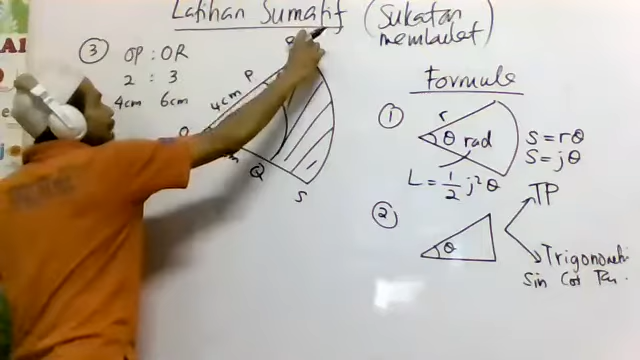 Latihan Sumatif (Sukatan
membulat)
③ OP : OR
2 : 3
4cm 6cm
P
4cm
O
Q
S
Formula
①
r
θ rad
S = rθ
S = jθ
L = 1/2 j²θ
②
θ
TP
Trigonometri
Sin Cos Tan